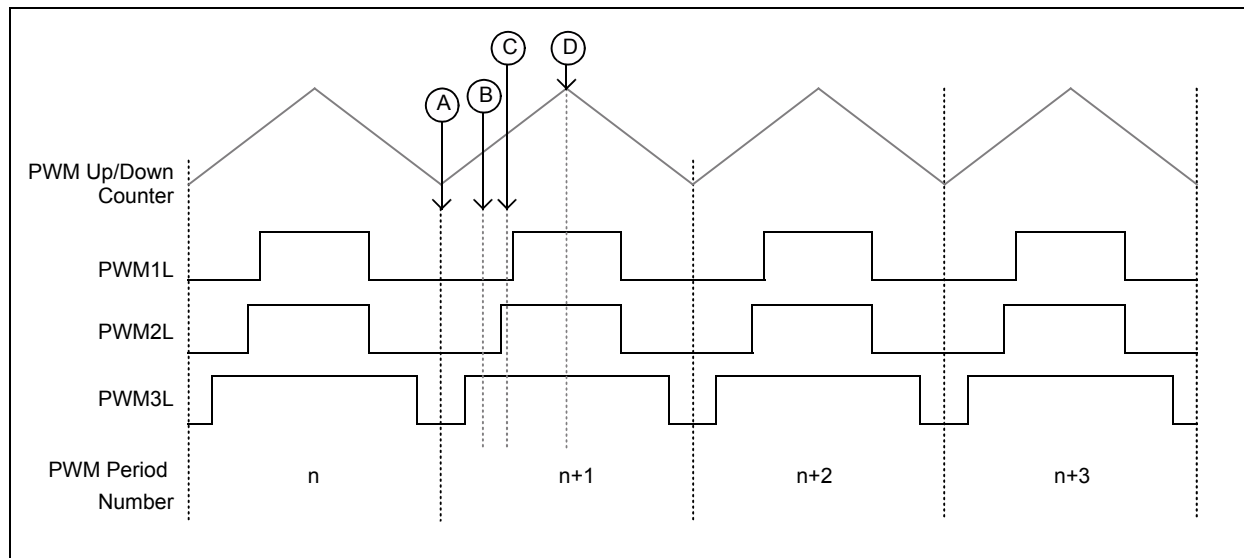 C
D
A
B
PWM Up/Down
Counter
PWM1L
PWM2L
PWM3L
PWM Period
Number
n
n+1
n+2
n+3